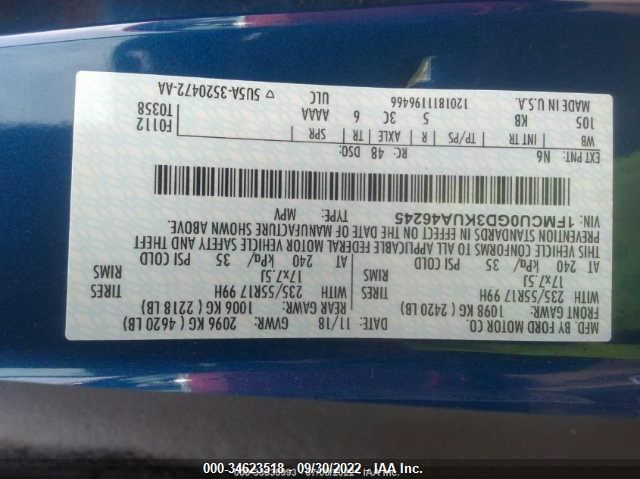 MFD. BY FORD MOTOR CO.
DATE: 11/18 GVWR: 2096 KG ( 4620 LB)
FRONT GAWR: 1098 KG ( 2420 LB) REAR GAWR: 1006 KG ( 2218 LB)
WITH 235/55R17 99H TIRES WITH 235/55R17 99H TIRES
17x7.5J RIMS 17x7.5J RIMS
AT 240 kPa/ 35 PSI COLD AT 240 kPa/ 35 PSI COLD
THIS VEHICLE CONFORMS TO ALL APPLICABLE FEDERAL MOTOR VEHICLE SAFETY AND THEFT
PREVENTION STANDARDS IN EFFECT ON THE DATE OF MANUFACTURE SHOWN ABOVE.
VIN: 1FMCU0GD3KUA46245 TYPE: MPV
F0112
T0358
EXT PNT: N6 RC: 48 DSO:
WB INT TR TP/PS R AXLE TR SPR
105 KB 5 3C 6 AAAA
ULC
MADE IN U.S.A. 1201811196466 5U5A-3520472-AA
000-34623518 - 09/30/2022 - IAA Inc.